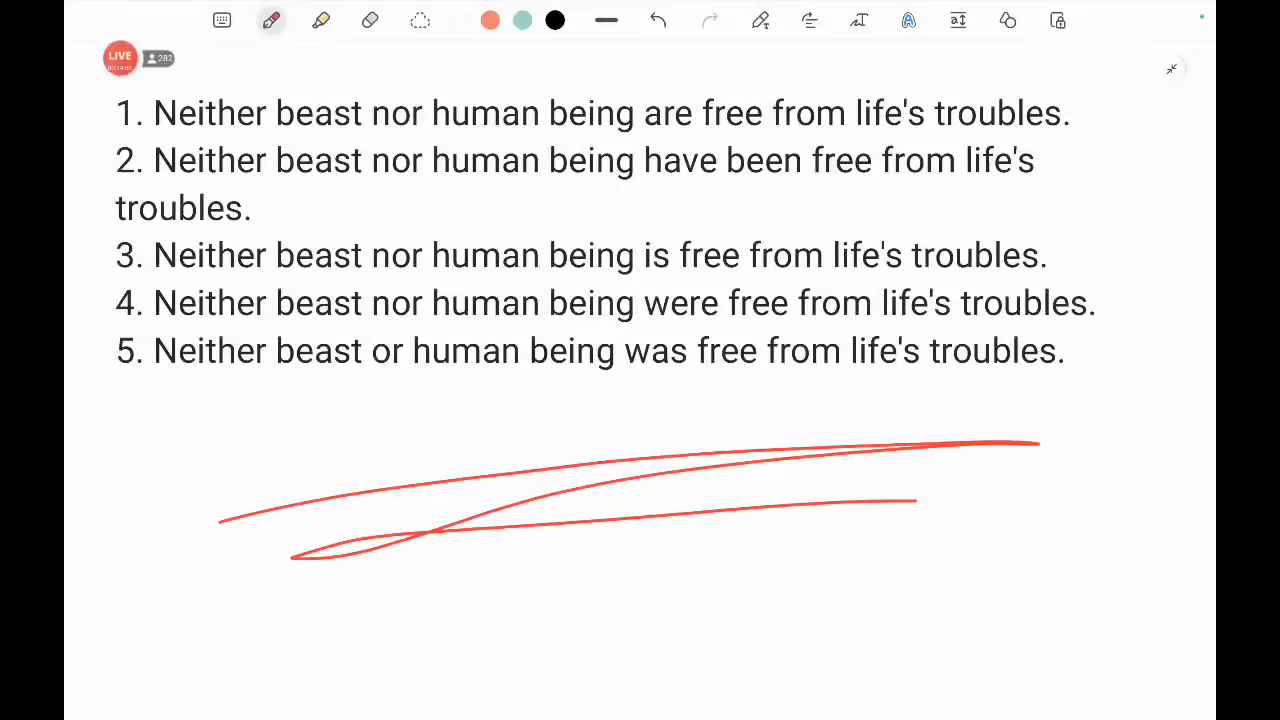 LIVE
282
1. Neither beast nor human being are free from life's troubles.
2. Neither beast nor human being have been free from life's
troubles.
3. Neither beast nor human being is free from life's troubles.
4. Neither beast nor human being were free from life's troubles.
5. Neither beast or human being was free from life's troubles.